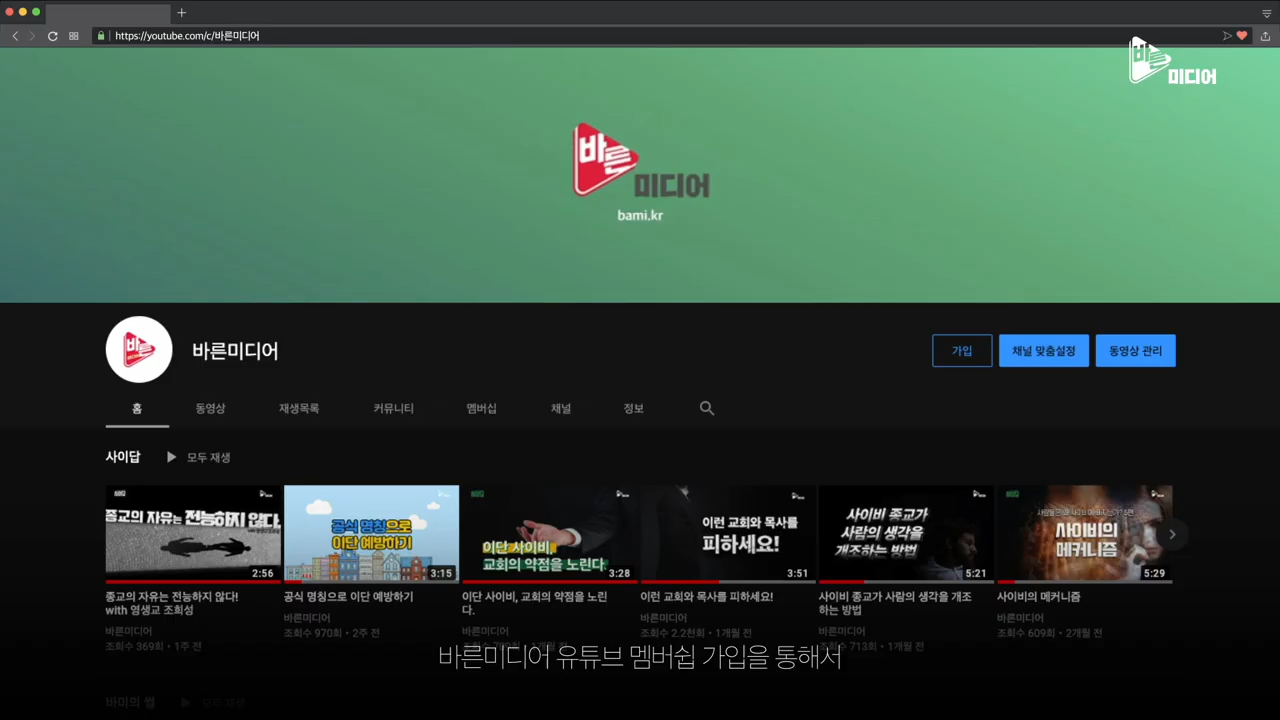 https://youtube.com/c/바른미디어
바른
미디어
바른
미디어
bami.kr
바른
바른미디어
가입
채널 맞춤설정
동영상 관리
홈
동영상
재생목록
커뮤니티
멤버십
채널
정보
사이답
모두 재생
종교의 자유는 전능하지 않다!
2:56
공식 명칭으로
이단 예방하기
3:15
이단 사이비,
교회의 약점을 노린다.
3:28
이런 교회와 목사를
피하세요!
3:51
사이비 종교가
사람의 생각을
개조하는 방법
5:21
사이비의
메커니즘
5:29
종교의 자유는 전능하지 않다!
with 영생교 조희성
바른미디어
조회수 369회 • 1주 전
공식 명칭으로 이단 예방하기
바른미디어
조회수 970회 • 2주 전
이단 사이비, 교회의 약점을 노린
다.
바른미디어
조회수
1개월 전
이런 교회와 목사를 피하세요!
바른미디어
조회수 2.2천회 • 1개월 전
사이비 종교가 사람의 생각을 개조
하는 방법
바른미디어
조회수 713회 • 1개월 전
사이비의 메커니즘
바른미디어
조회수 609회 • 2개월 전
바른미디어 유튜브 멤버쉽 가입을 통해서
바미의 썰
모두 재생